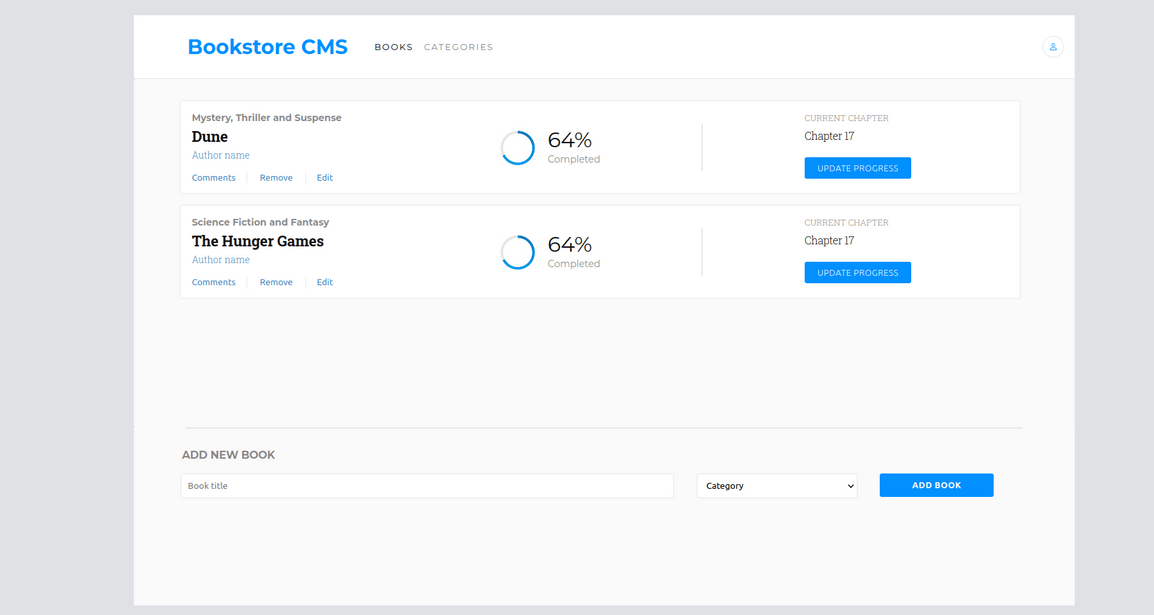 Bookstore CMS BOOKS CATEGORIES
Mystery, Thriller and Suspense
Dune
Author name
Comments Remove Edit
64%
Completed
CURRENT CHAPTER
Chapter 17
UPDATE PROGRESS
Science Fiction and Fantasy
The Hunger Games
Author name
Comments Remove Edit
64%
Completed
CURRENT CHAPTER
Chapter 17
UPDATE PROGRESS
ADD NEW BOOK
Book title Category ADD BOOK